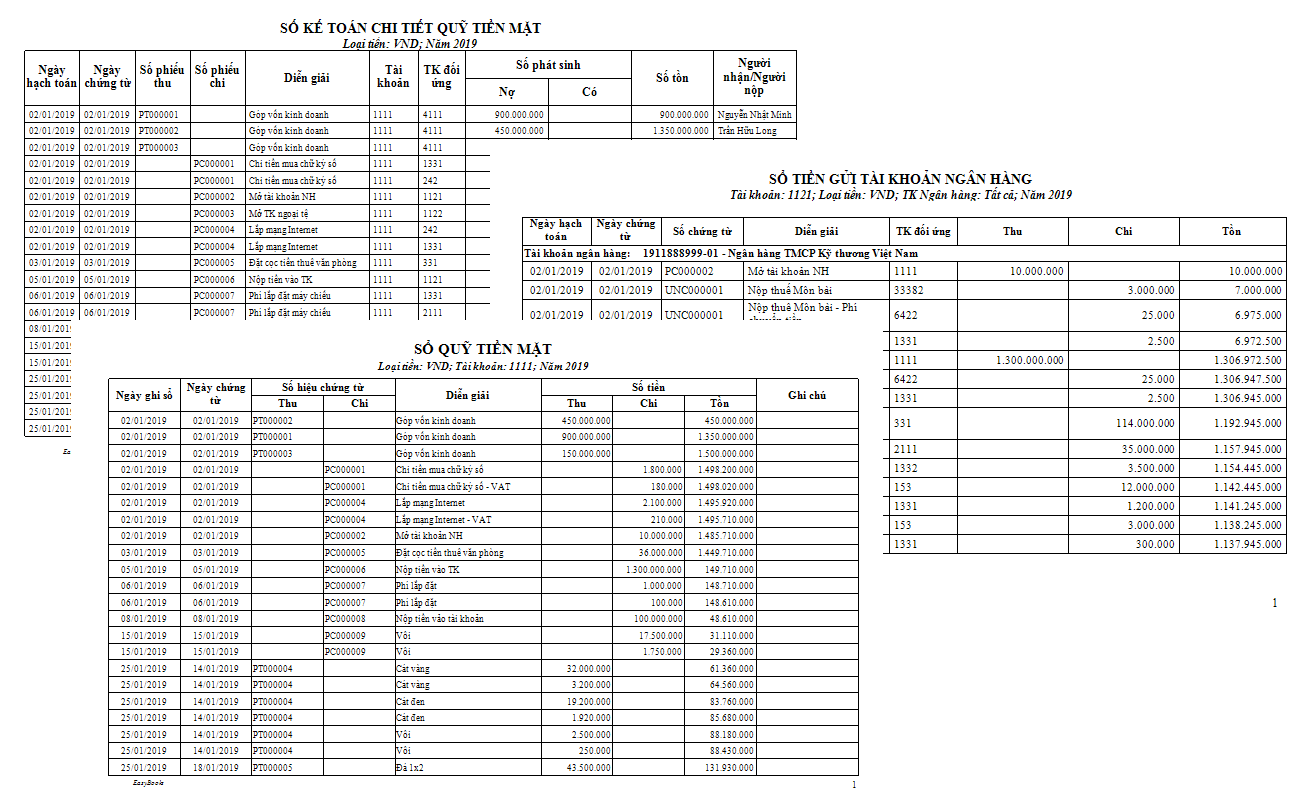 SỔ KẾ TOÁN CHI TIẾT QUỸ TIỀN MẶT
Loại tiền: VND; Năm 2019
Ngày hạch toán Ngày chứng từ Số phiếu thu Số phiếu chi Diễn giải Tài khoản TK đối ứng Số phát sinh Số tồn Người nhận/Người nộp
Nợ Có
02/01/2019 02/01/2019 PT000001 Góp vốn kinh doanh 1111 4111 900.000.000 900.000.000 Nguyễn Nhật Minh
02/01/2019 02/01/2019 PT000002 Góp vốn kinh doanh 1111 4111 450.000.000 1.350.000.000 Trần Hữu Long
02/01/2019 02/01/2019 PT000003 Góp vốn kinh doanh 1111 4111
02/01/2019 02/01/2019 PC000001 Chi tiền mua chữ ký số 1111 1331
02/01/2019 02/01/2019 PC000001 Chi tiền mua chữ ký số 1111 242
02/01/2019 02/01/2019 PC000002 Mở tài khoản NH 1111 1121
02/01/2019 02/01/2019 PC000003 Mở TK ngoại tệ 1111 1122
02/01/2019 02/01/2019 PC000004 Lắp mạng Internet 1111 242
02/01/2019 02/01/2019 PC000004 Lắp mạng Internet 1111 1331
03/01/2019 03/01/2019 PC000005 Đặt cọc tiền thuê văn phòng 1111 331
05/01/2019 05/01/2019 PC000006 Nộp tiền vào TK 1111 1121
06/01/2019 06/01/2019 PC000007 Phí lắp đặt máy chiếu 1111 1331
06/01/2019 06/01/2019 PC000007 Phí lắp đặt máy chiếu 1111 2111
08/01/2019
15/01/2019
15/01/2019
25/01/2019
25/01/2019
25/01/2019
25/01/2019
Ea
SỔ TIỀN GỬI TÀI KHOẢN NGÂN HÀNG
Tài khoản: 1121; Loại tiền: VND; TK Ngân hàng: Tất cả; Năm 2019
Ngày hạch toán Ngày chứng từ Số chứng từ Diễn giải TK đối ứng Thu Chi Tồn
Tài khoản ngân hàng: 1911888999-01 - Ngân hàng TMCP Kỹ thương Việt Nam
02/01/2019 02/01/2019 PC000002 Mở tài khoản NH 1111 10.000.000 10.000.000
02/01/2019 02/01/2019 UNC000001 Nộp thuế Môn bài 33382 3.000.000 7.000.000
02/01/2019 02/01/2019 UNC000001 Nộp thuế Môn bài - Phí chuyển tiền 6422 25.000 6.975.000
1331 2.500 6.972.500
1111 1.300.000.000 1.306.972.500
6422 25.000 1.306.947.500
1331 2.500 1.306.945.000
331 114.000.000 1.192.945.000
2111 35.000.000 1.157.945.000
1332 3.500.000 1.154.445.000
153 12.000.000 1.142.445.000
1331 1.200.000 1.141.245.000
153 3.000.000 1.138.245.000
1331 300.000 1.137.945.000
1
SỔ QUỸ TIỀN MẶT
Loại tiền: VND; Tài khoản: 1111; Năm 2019
Ngày ghi sổ Ngày chứng từ Số hiệu chứng từ Diễn giải Số tiền Ghi chú
Thu Chi Thu Chi Tồn
02/01/2019 02/01/2019 PT000002 Góp vốn kinh doanh 450.000.000 450.000.000
02/01/2019 02/01/2019 PT000001 Góp vốn kinh doanh 900.000.000 1.350.000.000
02/01/2019 02/01/2019 PT000003 Góp vốn kinh doanh 150.000.000 1.500.000.000
02/01/2019 02/01/2019 PC000001 Chi tiền mua chữ ký số 1.800.000 1.498.200.000
02/01/2019 02/01/2019 PC000001 Chi tiền mua chữ ký số - VAT 180.000 1.498.020.000
02/01/2019 02/01/2019 PC000004 Lắp mạng Internet 2.100.000 1.495.920.000
02/01/2019 02/01/2019 PC000004 Lắp mạng Internet - VAT 210.000 1.495.710.000
02/01/2019 02/01/2019 PC000002 Mở tài khoản NH 10.000.000 1.485.710.000
03/01/2019 03/01/2019 PC000005 Đặt cọc tiền thuê văn phòng 36.000.000 1.449.710.000
05/01/2019 05/01/2019 PC000006 Nộp tiền vào TK 1.300.000.000 149.710.000
06/01/2019 06/01/2019 PC000007 Phí lắp đặt 1.000.000 148.710.000
06/01/2019 06/01/2019 PC000007 Phí lắp đặt 100.000 148.610.000
08/01/2019 08/01/2019 PC000008 Nộp tiền vào tài khoản 100.000.000 48.610.000
15/01/2019 15/01/2019 PC000009 Vôi 17.500.000 31.110.000
15/01/2019 15/01/2019 PC000009 Vôi 1.750.000 29.360.000
25/01/2019 14/01/2019 PT000004 Cát vàng 32.000.000 61.360.000
25/01/2019 14/01/2019 PT000004 Cát vàng 3.200.000 64.560.000
25/01/2019 14/01/2019 PT000004 Cát đen 19.200.000 83.760.000
25/01/2019 14/01/2019 PT000004 Cát đen 1.920.000 85.680.000
25/01/2019 14/01/2019 PT000004 Vôi 2.500.000 88.180.000
25/01/2019 14/01/2019 PT000004 Vôi 250.000 88.430.000
25/01/2019 18/01/2019 PT000005 Đá 1x2 43.500.000 131.930.000
EasyBooks 1